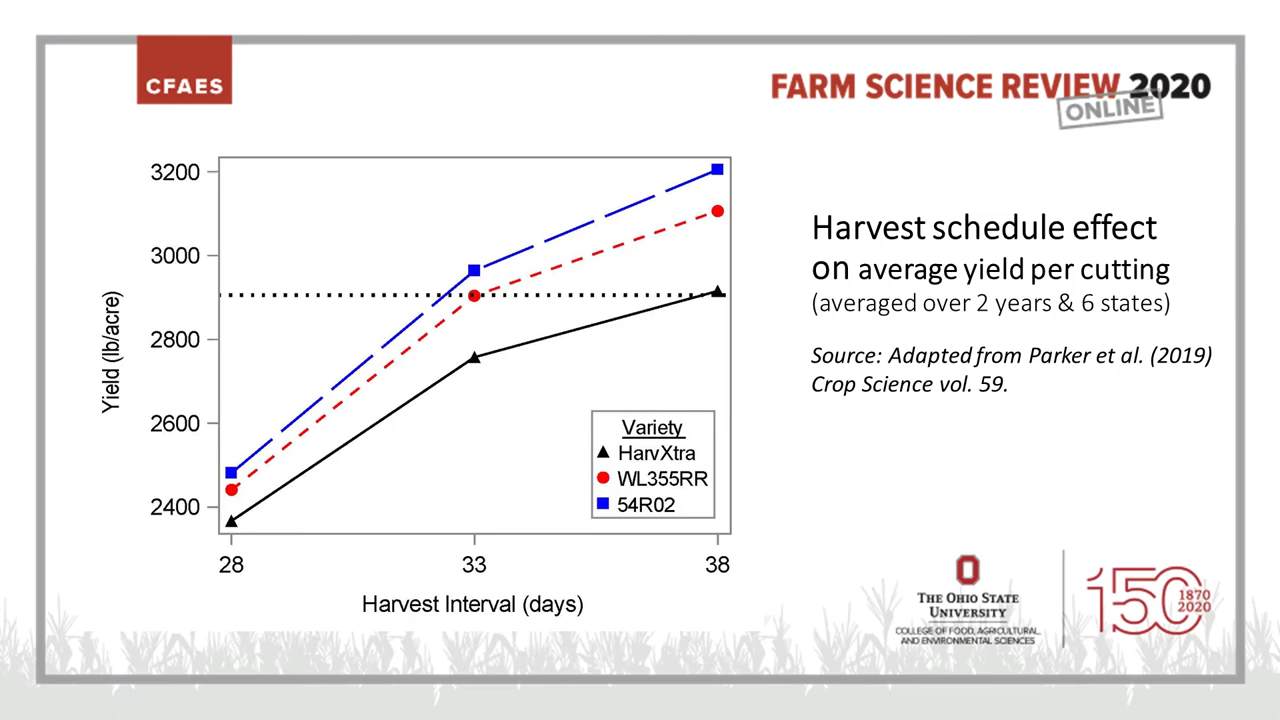 CFAES
FARM SCIENCE REVIEW 2020
ONLINE
3200
3000
2800
2600
2400
Yield (lb/acre)
28
33
38
Harvest Interval (days)
Variety
HarvXtra
WL355RR
54R02
Harvest schedule effect
on average yield per cutting
(averaged over 2 years & 6 states)
Source: Adapted from Parker et al. (2019)
Crop Science vol. 59.
THE OHIO STATE
UNIVERSITY
COLLEGE OF FOOD, AGRICULTURAL,
AND ENVIRONMENTAL SCIENCES
150
1870
2020